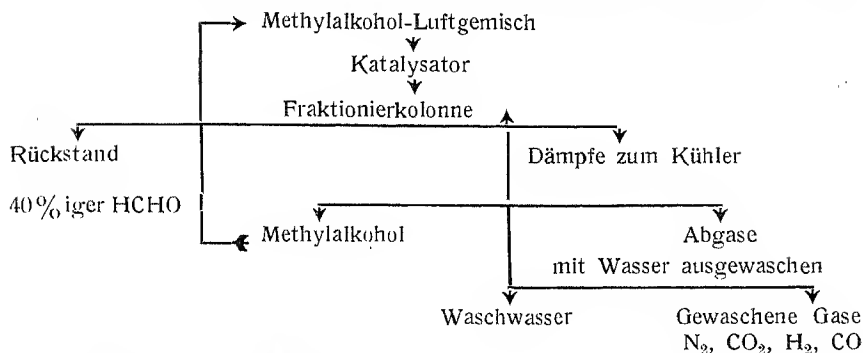 Methylalkohol-Luftgemisch
Katalysator
Fraktionierkolonne
Rückstand
Dämpfe zum Kühler
40%iger HCHO
Methylalkohol
Abgase
mit Wasser ausgewaschen
Waschwasser
Gewaschene Gase
N₂, CO₂, H₂, CO